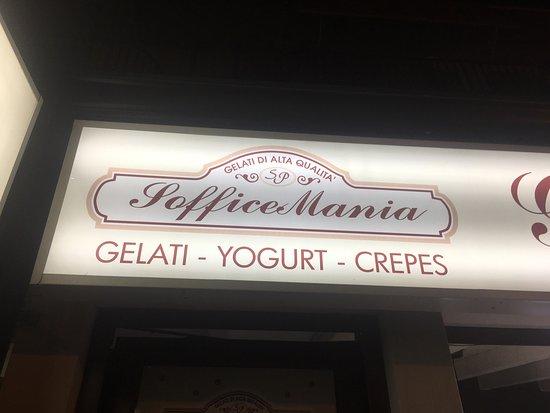 GELATI DI ALTA QUALITA'
SP
SofficeMania
GELATI - YOGURT - CREPES